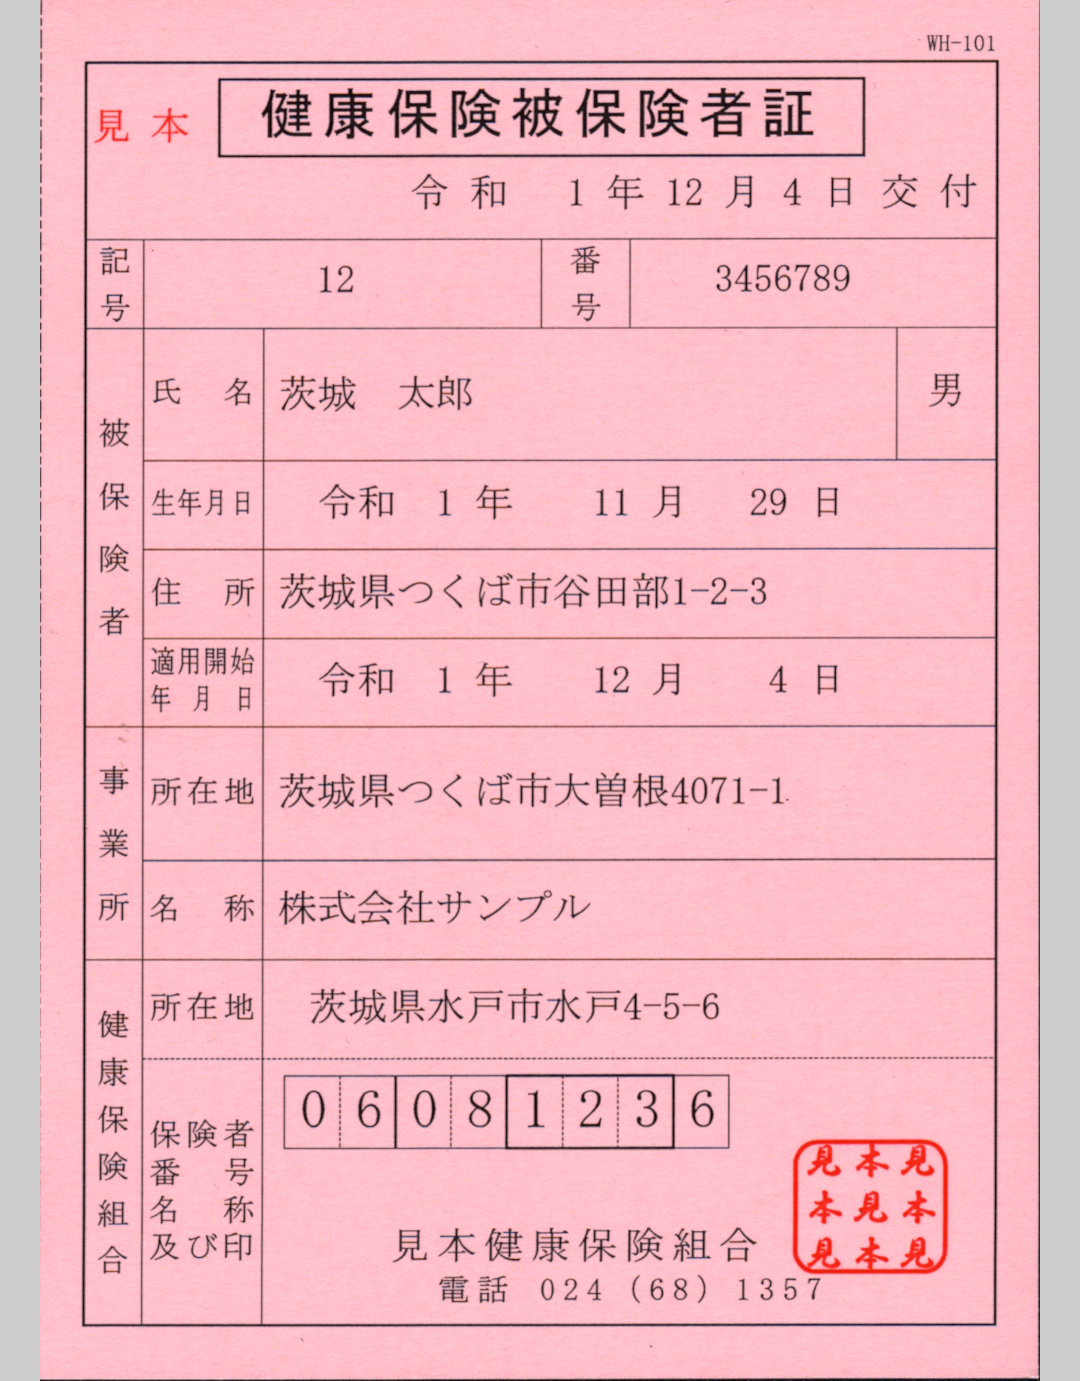 WH-101
見本 健康保険被保険者証
令和 1年12月4日交付
記号 12 番号 3456789
被保険者
氏名 茨城 太郎 男
生年月日 令和 1年 11月 29日
住所 茨城県つくば市谷田部1-2-3
適用開始年月日 令和 1年 12月 4日
事業所
所在地 茨城県つくば市大曽根4071-1
名称 株式会社サンプル
健康保険組合
所在地 茨城県水戸市水戸4-5-6
保険者番号名称及び印 06081236
見本健康保険組合
電話 024 (68) 1357
見本見
本見本
見本見